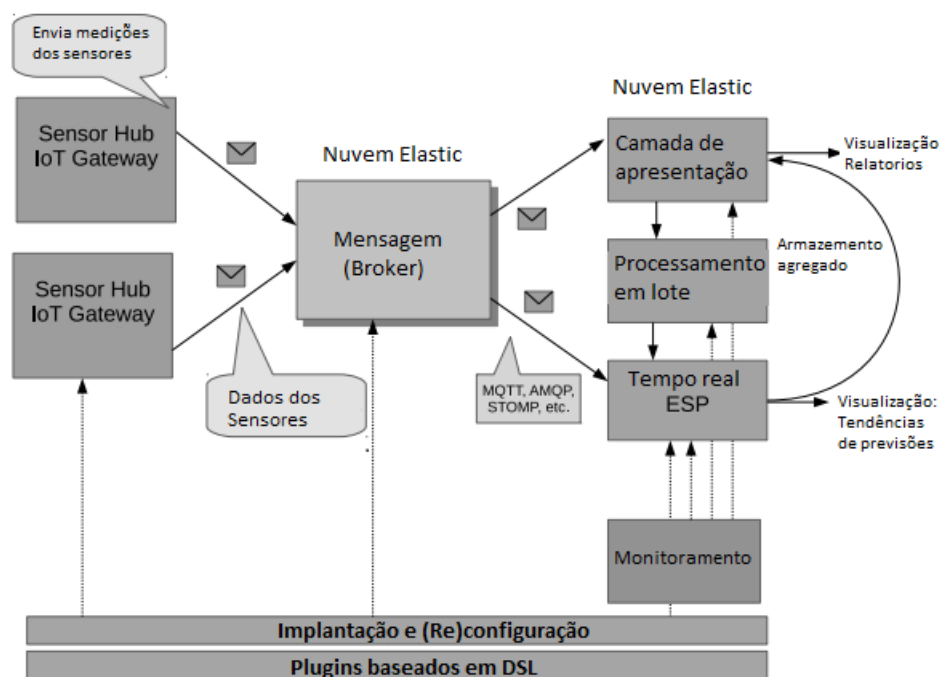 Envia medições
dos sensores
Sensor Hub
IoT Gateway
Sensor Hub
IoT Gateway
Dados dos
Sensores
Nuvem Elastic
Mensagem
(Broker)
MQTT, AMQP,
STOMP, etc.
Nuvem Elastic
Camada de
apresentação
Visualização
Relatorios
Processamento
em lote
Armazemento
agregado
Tempo real
ESP
Visualização:
Tendências
de previsões
Monitoramento
Implantação e (Re)configuração
Plugins baseados em DSL